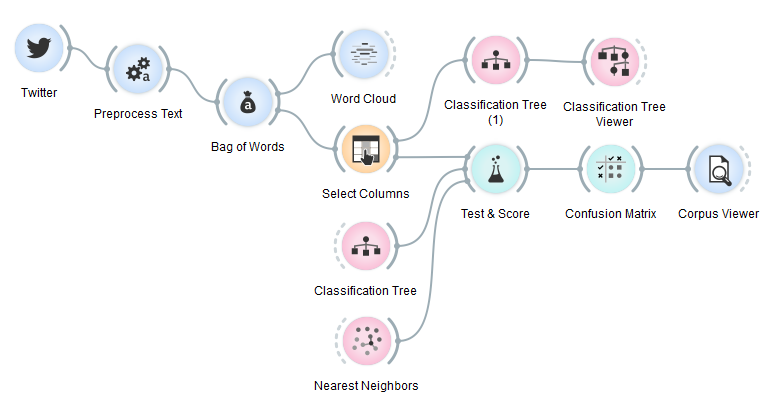 Twitter
Preprocess Text
a
Bag of Words
a
Word Cloud
Select Columns
Classification Tree
(1)
Classification Tree
Viewer
Test & Score
Confusion Matrix
Corpus Viewer
Classification Tree
Nearest Neighbors